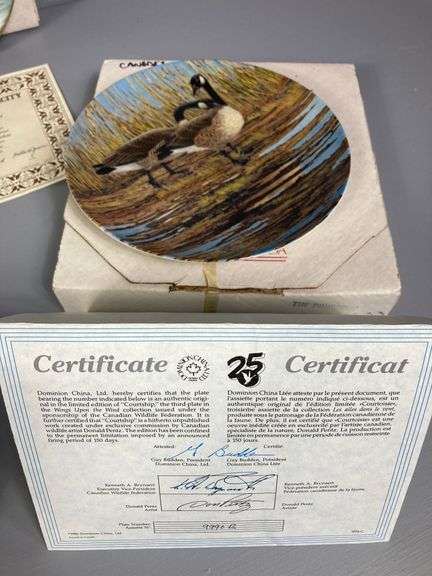 CITY
CANADA
Certificate
25
Certificat
DOMINION CHINA LTD
Dominion China, Ltd. hereby certifies that the plate
bearing the number indicated below is an authentic orig-
inal in the limited edition of "Courtship," the third plate in
the Wings Upon the Wind collection issued under the
sponsorship of the Canadian Wildlife Federation. It is
further certified that "Courtship" is a hitherto unpublished
work created under exclusive commission by Canadian
wildlife artist Donald Pentz. The edition has been confirmed
to the permanent limitation imposed by an announced
firing period of 150 days.
Dominion China Ltée atteste par le présent document, que
l'assiette portant le numéro indiqué ci-dessous, est un
authentique original de l'édition limitée «Courtoisie»,
troisième assiette de la collection Les ailes dans le vent,
produite sous le patronage de la Fédération canadienne de
la faune. De plus, il est certifié que «Courtoisie» est une
oeuvre inédite créée en exclusivité par l'artiste canadien,
spécialiste de la nature, Donald Pentz. La production est
limitée en permanence par une période de cuisson restreinte
à 150 jours.
Attested
Certifié
Guy Budden, President
Dominion China, Ltd.
Guy Budden, Président
Dominion China Ltée
Kenneth A. Brynaert
Executive Vice-President
Canadian Wildlife Federation
Kenneth A. Brynaert
Vice-président exécutif
Fédération canadienne de la faune
Donald Pentz
Artist
Donald Pentz
Artiste
Plate Number
Assiette N°